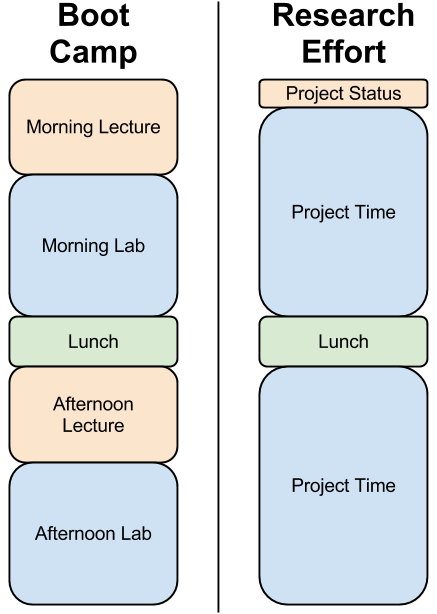 Boot
Camp
Morning Lecture
Morning Lab
Lunch
Afternoon
Lecture
Afternoon Lab
Research
Effort
Project Status
Project Time
Lunch
Project Time